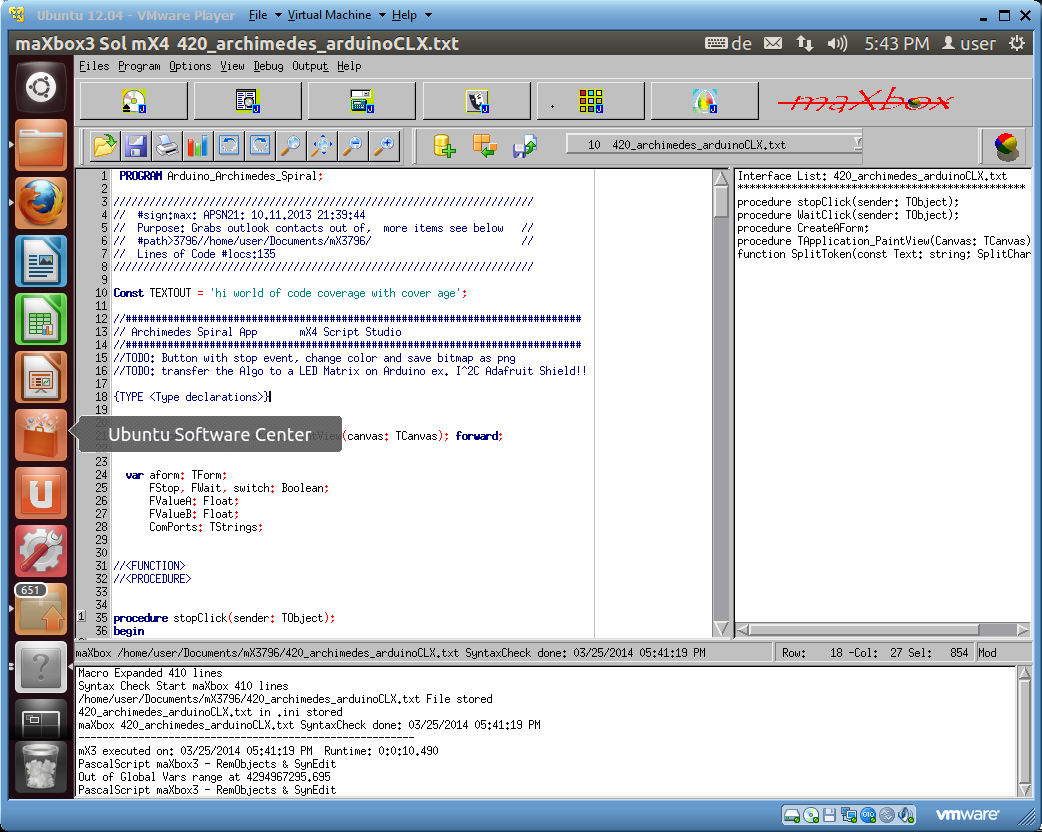 Ubuntu 12.04 - VMware Player File Virtual Machine Help
maXbox3 Sol mX4 420_archimedes_arduinoCLX.txt de 5:43 PM user
Files Program Options View Debug Output Help
maXbox
10 420_archimedes_arduinoCLX.txt
1 PROGRAM Arduino_Archimedes_Spiral;
2
3 //////////////////////////////////////////////////////////////////////
4 // #sign:max: APSN21: 10.11.2013 21:39:44
5 // Purpose: Grabs outlook contacts out of, more items see below //
6 // #path>3796//home/user/Documents/mX3796/ //
7 // Lines of Code #locs:135
8 //////////////////////////////////////////////////////////////////////
9
10 Const TEXTOUT = 'hi world of code coverage with cover age';
11
12 //############################################################################
13 // Archimedes Spiral App mX4 Script Studio
14 //############################################################################
15 //TODO: Button with stop event, change color and save bitmap as png
16 //TODO: transfer the Algo to a LED Matrix on Arduino ex. I^2C Adafruit Shield!!
17
18 {TYPE <Type declarations>}
19
Ubuntu Software Center
(canvas: TCanvas); forward;
23
24 var aform: TForm;
25 FStop, FWait, switch: Boolean;
26 FValueA: Float;
27 FValueB: Float;
28 ComPorts: TStrings;
29
30
31 //<FUNCTION>
32 //<PROCEDURE>
33
34
1 35 procedure stopClick(sender: TObject);
36 begin
Interface List: 420_archimedes_arduinoCLX.txt
************************************************
procedure stopClick(sender: TObject);
procedure WaitClick(sender: TObject);
procedure CreateAForm;
procedure TApplication_PaintView(Canvas: TCanvas)
function SplitToken(const Text: string; SplitChar
651
maXbox /home/user/Documents/mX3796/420_archimedes_arduinoCLX.txt SyntaxCheck done: 03/25/2014 05:41:19 PM Row: 18 -Col: 27 Sel: 854 Mod
Macro Expanded 410 lines
Syntax Check Start maXbox 410 lines
/home/user/Documents/mX3796/420_archimedes_arduinoCLX.txt File stored
420_archimedes_arduinoCLX.txt in .ini stored
maXbox 420_archimedes_arduinoCLX.txt SyntaxCheck done: 03/25/2014 05:41:19 PM
--------------------------------------------------------
mX3 executed on: 03/25/2014 05:41:19 PM Runtime: 0:0:10.490
PascalScript maXbox3 - RemObjects & SynEdit
Out of Global Vars range at 4294967295.695
PascalScript maXbox3 - RemObjects & SynEdit
vmware